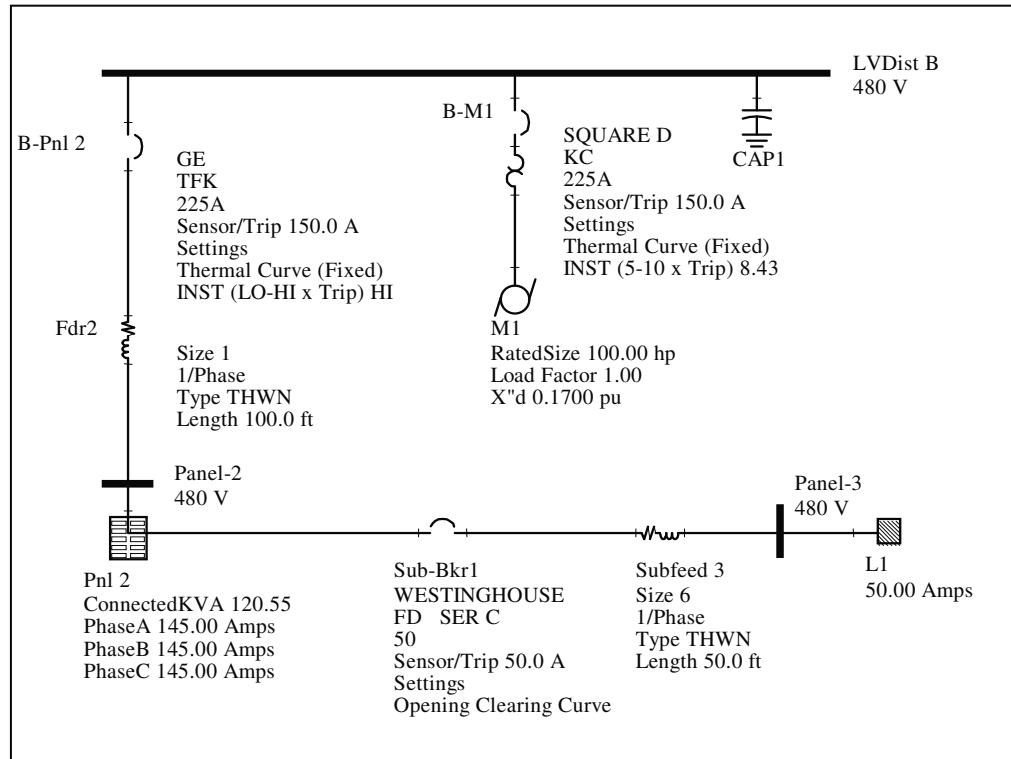 LVDist B
480 V
B-M1
B-Pnl 2
CAP1
SQUARE D
KC
225A
Sensor/Trip 150.0 A
Settings
Thermal Curve (Fixed)
INST (5-10 x Trip) 8.43
GE
TFK
225A
Sensor/Trip 150.0 A
Settings
Thermal Curve (Fixed)
INST (LO-HI x Trip) HI
Fdr2
Size 1
1/Phase
Type THWN
Length 100.0 ft
M1
RatedSize 100.00 hp
Load Factor 1.00
X"d 0.1700 pu
Panel-2
480 V
Panel-3
480 V
Pnl 2
ConnectedKVA 120.55
PhaseA 145.00 Amps
PhaseB 145.00 Amps
PhaseC 145.00 Amps
Sub-Bkr1
WESTINGHOUSE
FD SER C
50
Sensor/Trip 50.0 A
Settings
Opening Clearing Curve
Subfeed 3
Size 6
1/Phase
Type THWN
Length 50.0 ft
L1
50.00 Amps